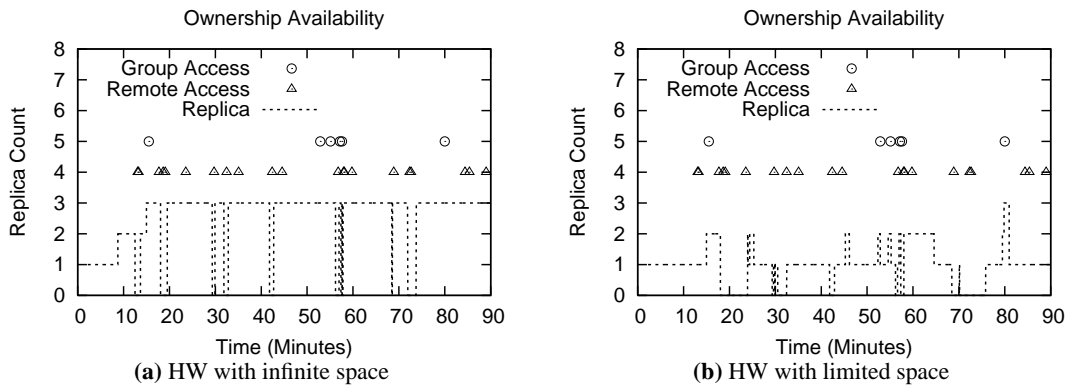 Ownership Availability
8
7
6
5
4
3
2
1
0
Replica Count
Group Access
Remote Access
Replica
0 10 20 30 40 50 60 70 80 90
Time (Minutes)
(a) HW with infinite space
Ownership Availability
8
7
6
5
4
3
2
1
0
Replica Count
Group Access
Remote Access
Replica
0 10 20 30 40 50 60 70 80 90
Time (Minutes)
(b) HW with limited space